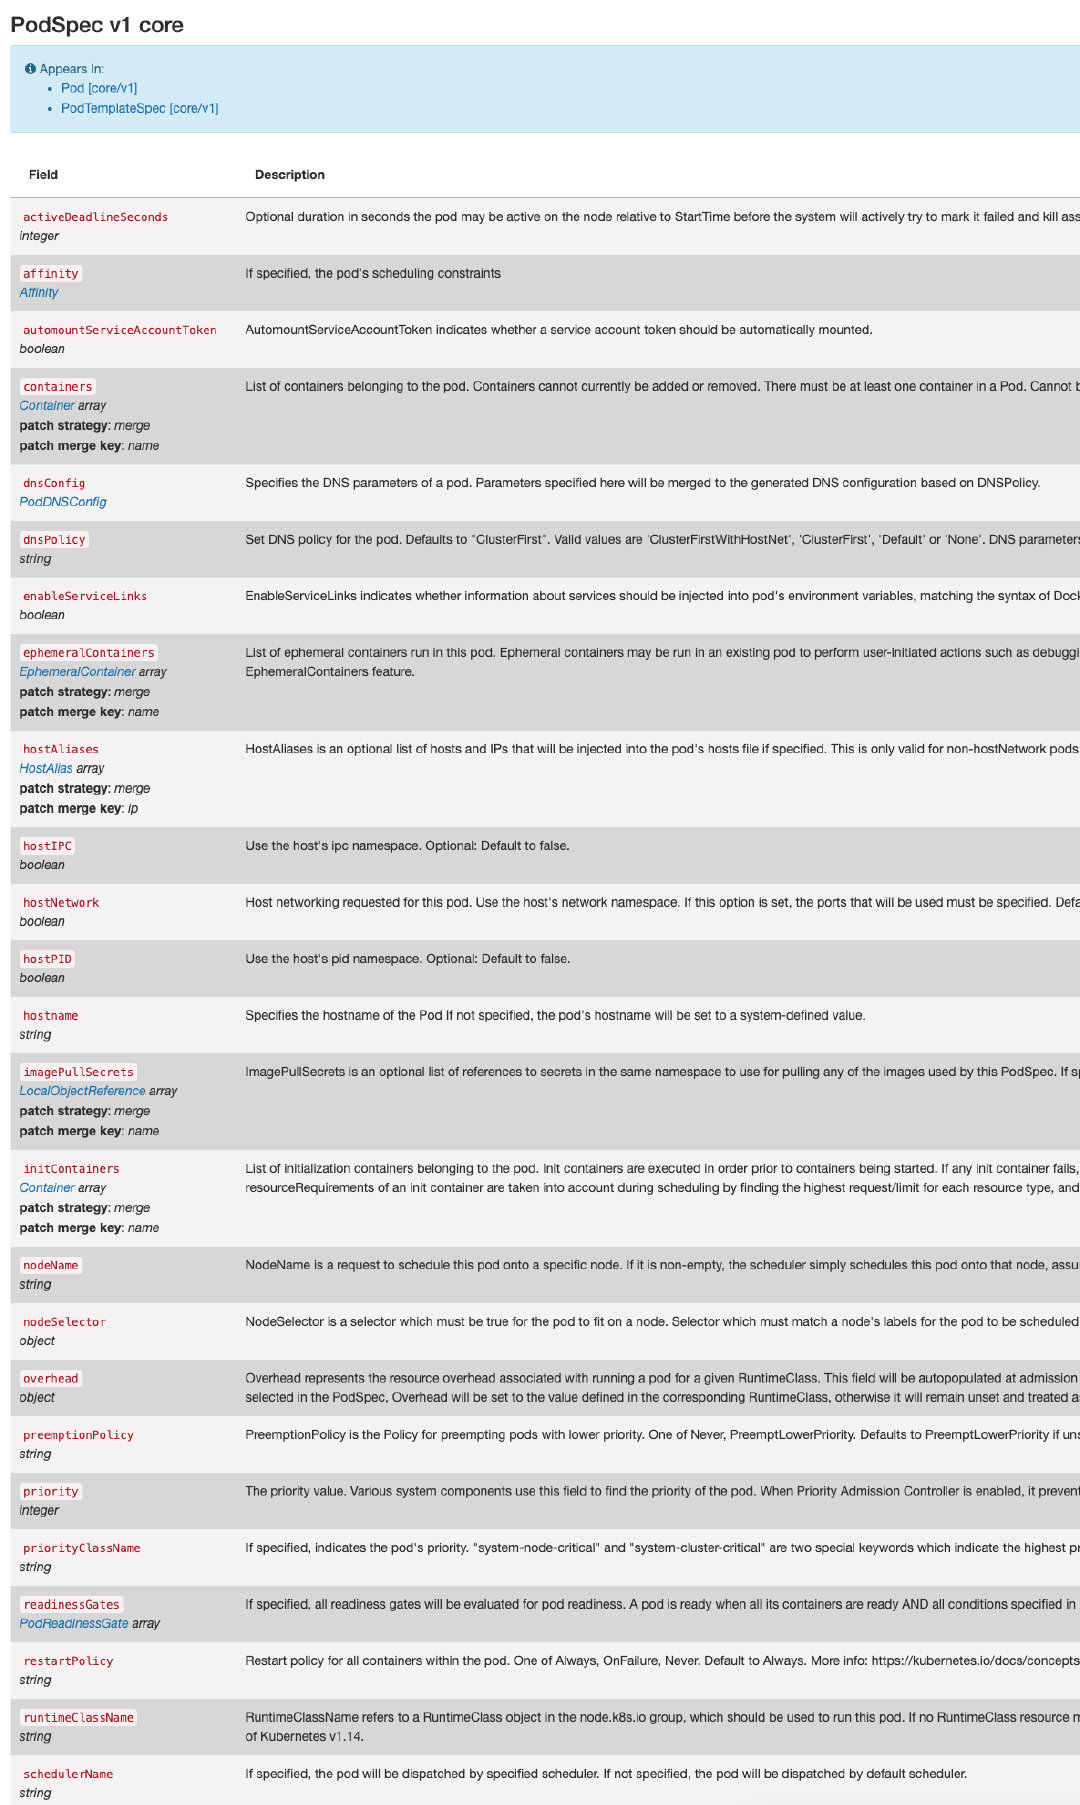 PodSpec v1 core
Appears In:
Pod [core/v1]
PodTemplateSpec [core/v1]
Field Description
activeDeadlineSeconds Optional duration in seconds the pod may be active on the node relative to StartTime before the system will actively try to mark it failed and kill ass
integer
affinity If specified, the pod's scheduling constraints
Affinity
automountServiceAccountToken AutomountServiceAccountToken indicates whether a service account token should be automatically mounted.
boolean
containers List of containers belonging to the pod. Containers cannot currently be added or removed. There must be at least one container in a Pod. Cannot b
Container array
patch strategy: merge
patch merge key: name
dnsConfig Specifies the DNS parameters of a pod. Parameters specified here will be merged to the generated DNS configuration based on DNSPolicy.
PodDNSConfig
dnsPolicy Set DNS policy for the pod. Defaults to "ClusterFirst". Valid values are 'ClusterFirstWithHostNet', 'ClusterFirst', 'Default' or 'None'. DNS parameters
string
enableServiceLinks EnableServiceLinks indicates whether information about services should be injected into pod's environment variables, matching the syntax of Dock
boolean
ephemeralContainers List of ephemeral containers run in this pod. Ephemeral containers may be run in an existing pod to perform user-initiated actions such as debuggi
EphemeralContainer array EphemeralContainers feature.
patch strategy: merge
patch merge key: name
hostAliases HostAliases is an optional list of hosts and IPs that will be injected into the pod's hosts file if specified. This is only valid for non-hostNetwork pods
HostAlias array
patch strategy: merge
patch merge key: ip
hostIPC Use the host's ipc namespace. Optional: Default to false.
boolean
hostNetwork Host networking requested for this pod. Use the host's network namespace. If this option is set, the ports that will be used must be specified. Defa
boolean
hostPID Use the host's pid namespace. Optional: Default to false.
boolean
hostname Specifies the hostname of the Pod If not specified, the pod's hostname will be set to a system-defined value.
string
imagePullSecrets ImagePullSecrets is an optional list of references to secrets in the same namespace to use for pulling any of the images used by this PodSpec. If sp
LocalObjectReference array
patch strategy: merge
patch merge key: name
initContainers List of initialization containers belonging to the pod. Init containers are executed in order prior to containers being started. If any init container fails,
Container array resourceRequirements of an init container are taken into account during scheduling by finding the highest request/limit for each resource type, and
patch strategy: merge
patch merge key: name
nodeName NodeName is a request to schedule this pod onto a specific node. If it is non-empty, the scheduler simply schedules this pod onto that node, assu
string
nodeSelector NodeSelector is a selector which must be true for the pod to fit on a node. Selector which must match a node's labels for the pod to be scheduled
object
overhead Overhead represents the resource overhead associated with running a pod for a given RuntimeClass. This field will be autopopulated at admission
object selected in the PodSpec, Overhead will be set to the value defined in the corresponding RuntimeClass, otherwise it will remain unset and treated as
preemptionPolicy PreemptionPolicy is the Policy for preempting pods with lower priority. One of Never, PreemptLowerPriority. Defaults to PreemptLowerPriority if uns
string
priority The priority value. Various system components use this field to find the priority of the pod. When Priority Admission Controller is enabled, it prevent
integer
priorityClassName If specified, indicates the pod's priority. "system-node-critical" and "system-cluster-critical" are two special keywords which indicate the highest pr
string
readinessGates If specified, all readiness gates will be evaluated for pod readiness. A pod is ready when all its containers are ready AND all conditions specified in
PodReadinessGate array
restartPolicy Restart policy for all containers within the pod. One of Always, OnFailure, Never. Default to Always. More info: https://kubernetes.io/docs/concepts
string
runtimeClassName RuntimeClassName refers to a RuntimeClass object in the node.k8s.io group, which should be used to run this pod. If no RuntimeClass resource m
string of Kubernetes v1.14.
schedulerName If specified, the pod will be dispatched by specified scheduler. If not specified, the pod will be dispatched by default scheduler.
string